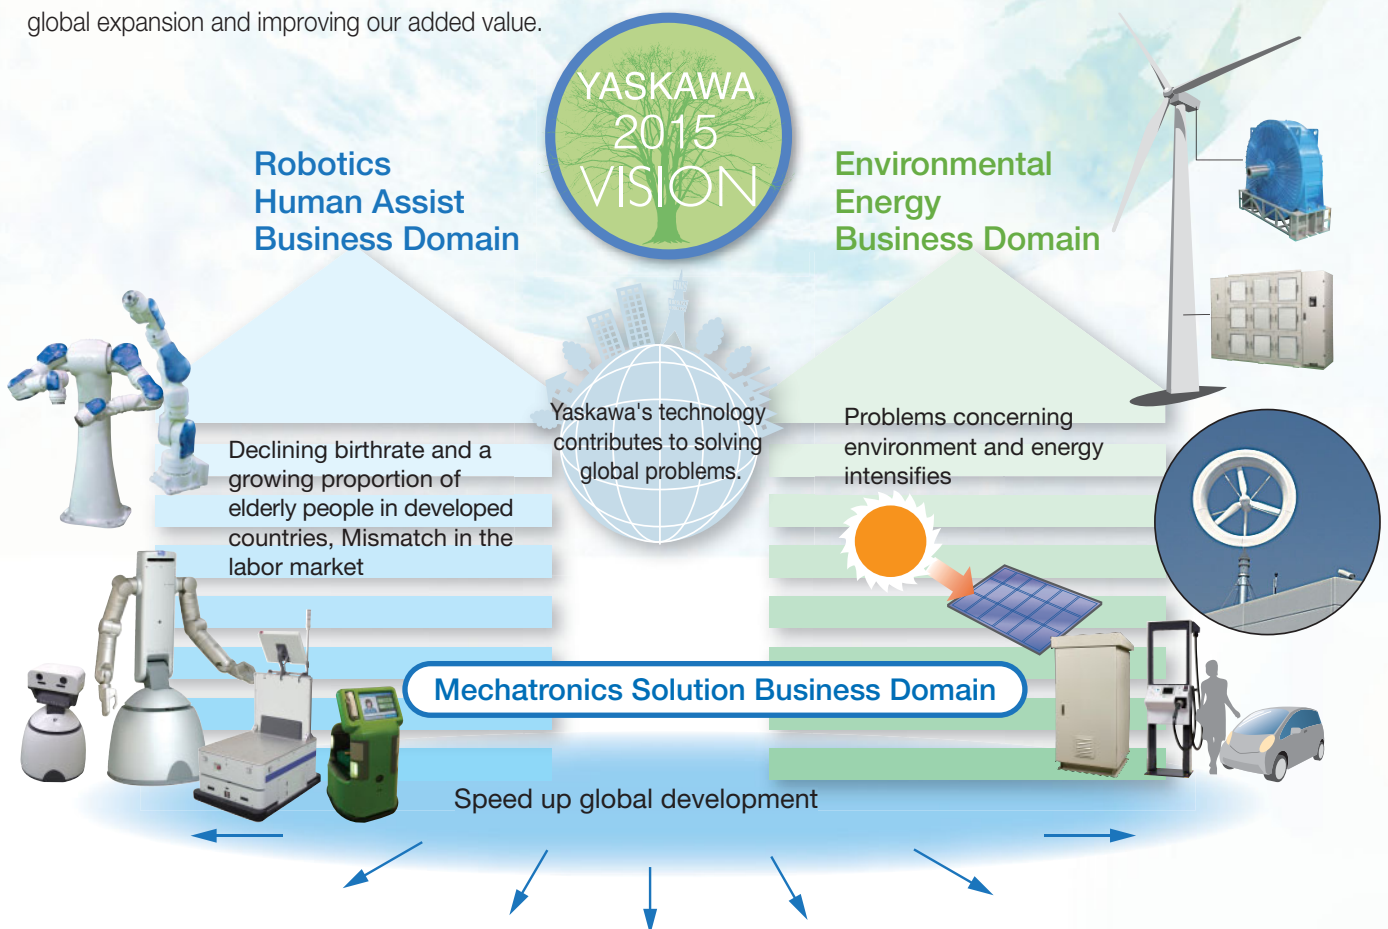 global expansion and improving our added value.
YASKAWA
2015
VISION
Robotics
Human Assist
Business Domain
Environmental
Energy
Business Domain
Yaskawa's technology
contributes to solving
global problems.
Declining birthrate and a
growing proportion of
elderly people in developed
countries, Mismatch in the
labor market
Problems concerning
environment and energy
intensifies
Mechatronics Solution Business Domain
Speed up global development